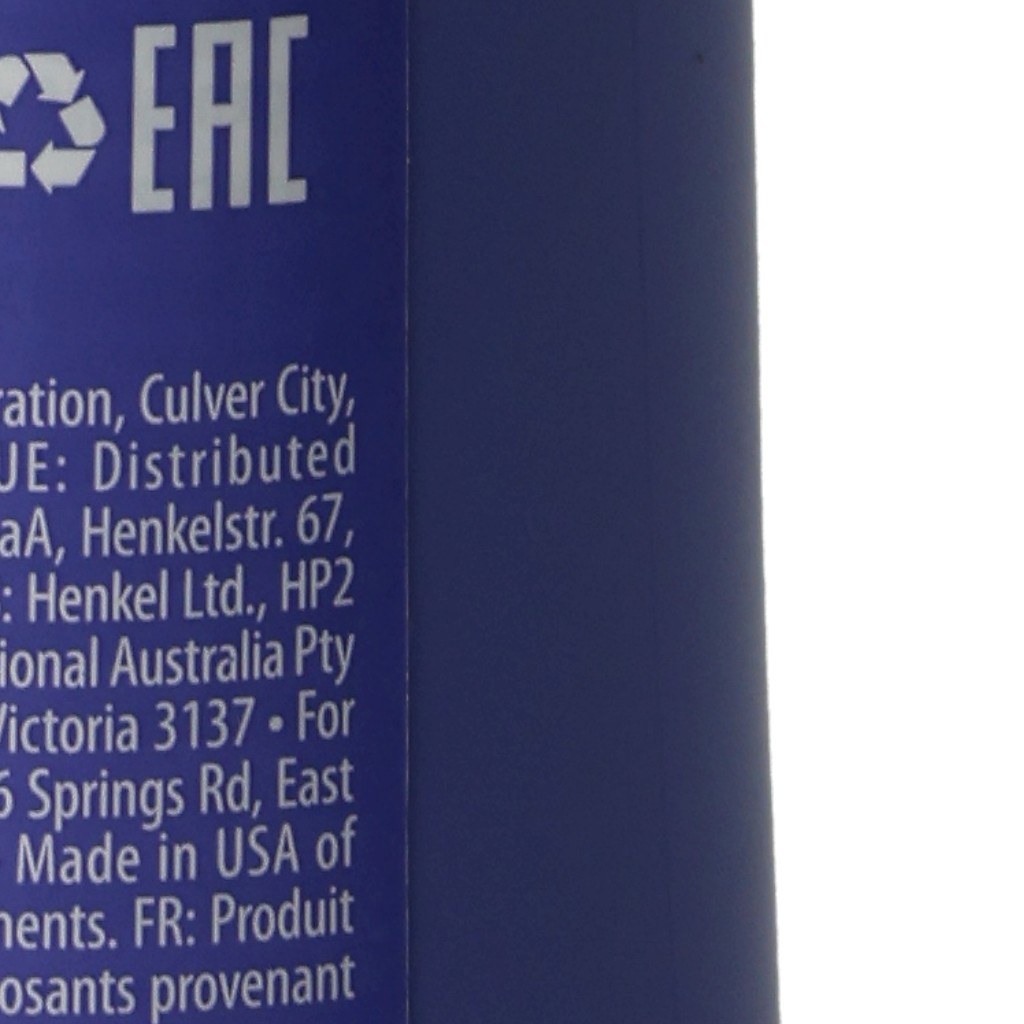 EAC
ration, Culver City,
UE: Distributed
aA, Henkelstr. 67,
: Henkel Ltd., HP2
ional Australia Pty
Victoria 3137 • For
6 Springs Rd, East
Made in USA of
nents. FR: Produit
osants provenant